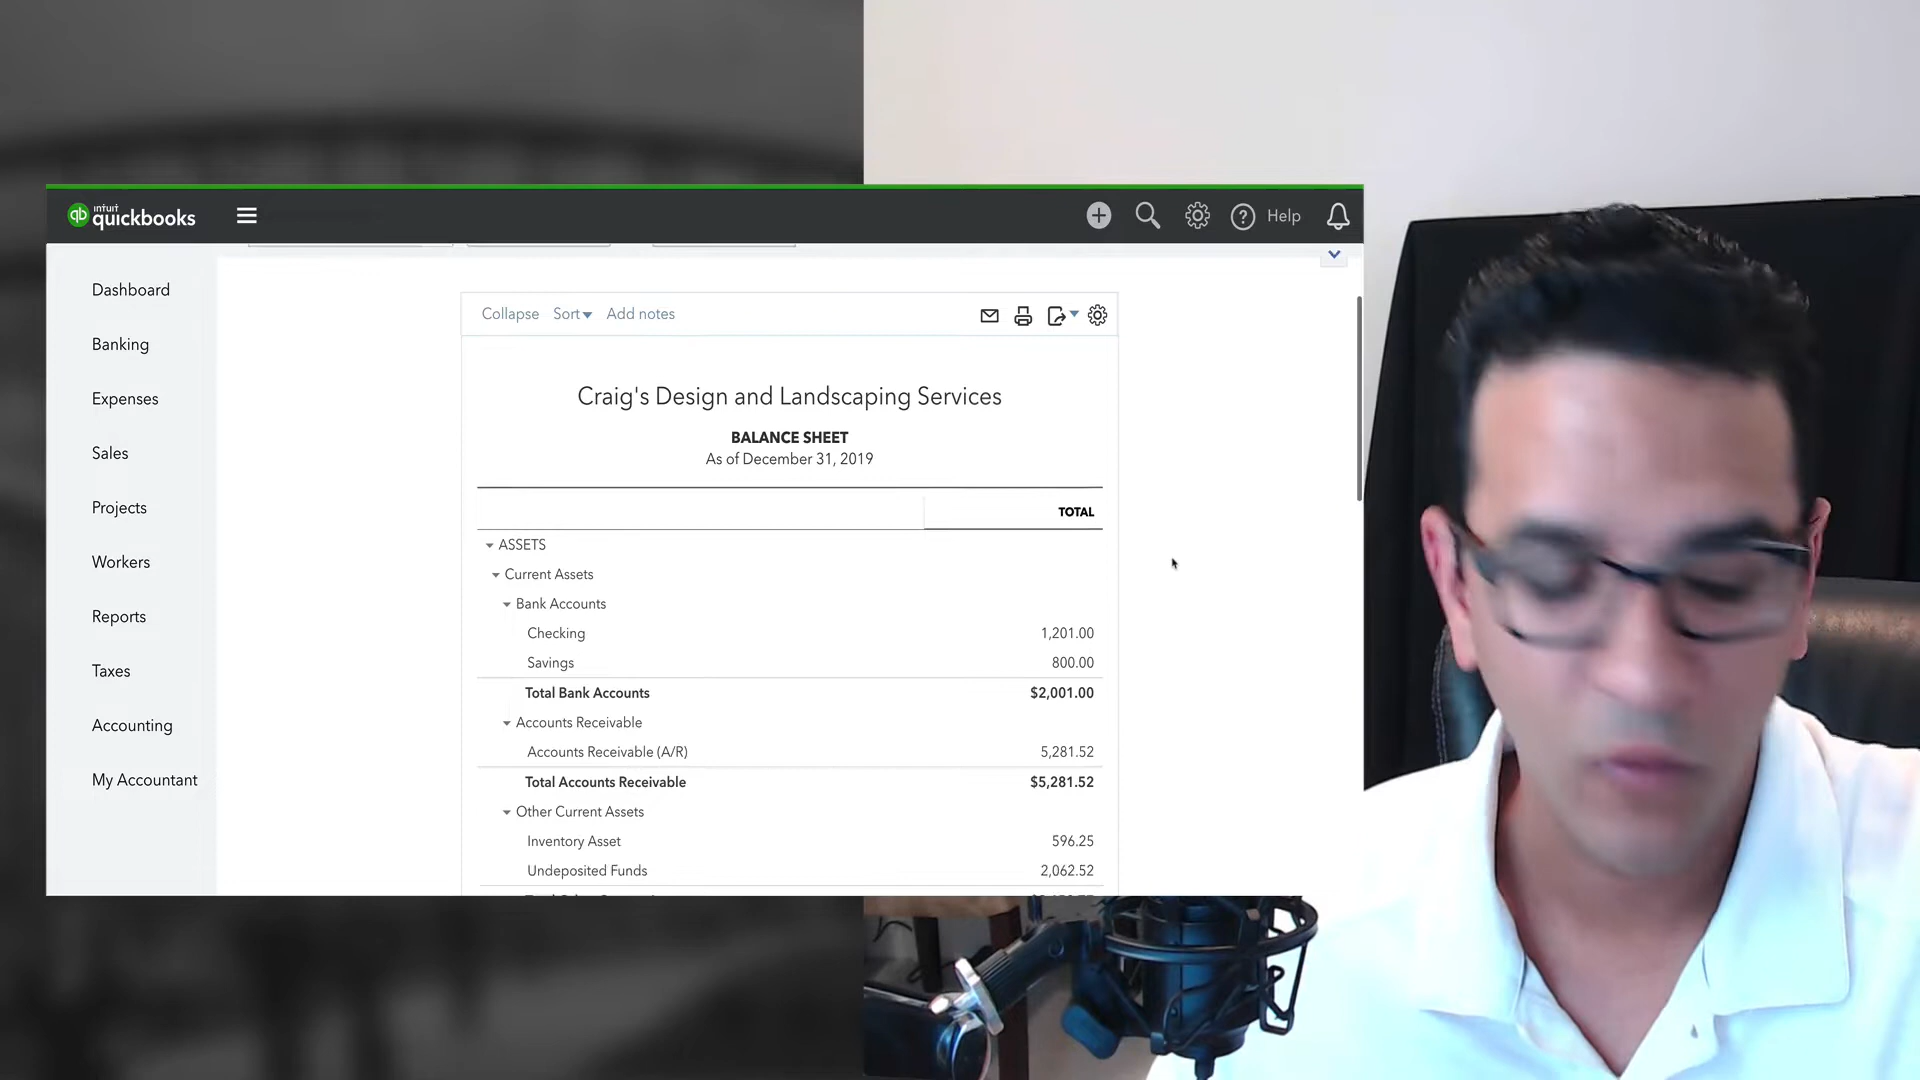 intuit
quickbooks
Help
Dashboard
Banking
Expenses
Sales
Projects
Workers
Reports
Taxes
Accounting
My Accountant
Collapse Sort Add notes
Craig's Design and Landscaping Services
BALANCE SHEET
As of December 31, 2019
TOTAL
ASSETS
Current Assets
Bank Accounts
Checking 1,201.00
Savings 800.00
Total Bank Accounts $2,001.00
Accounts Receivable
Accounts Receivable (A/R) 5,281.52
Total Accounts Receivable $5,281.52
Other Current Assets
Inventory Asset 596.25
Undeposited Funds 2,062.52